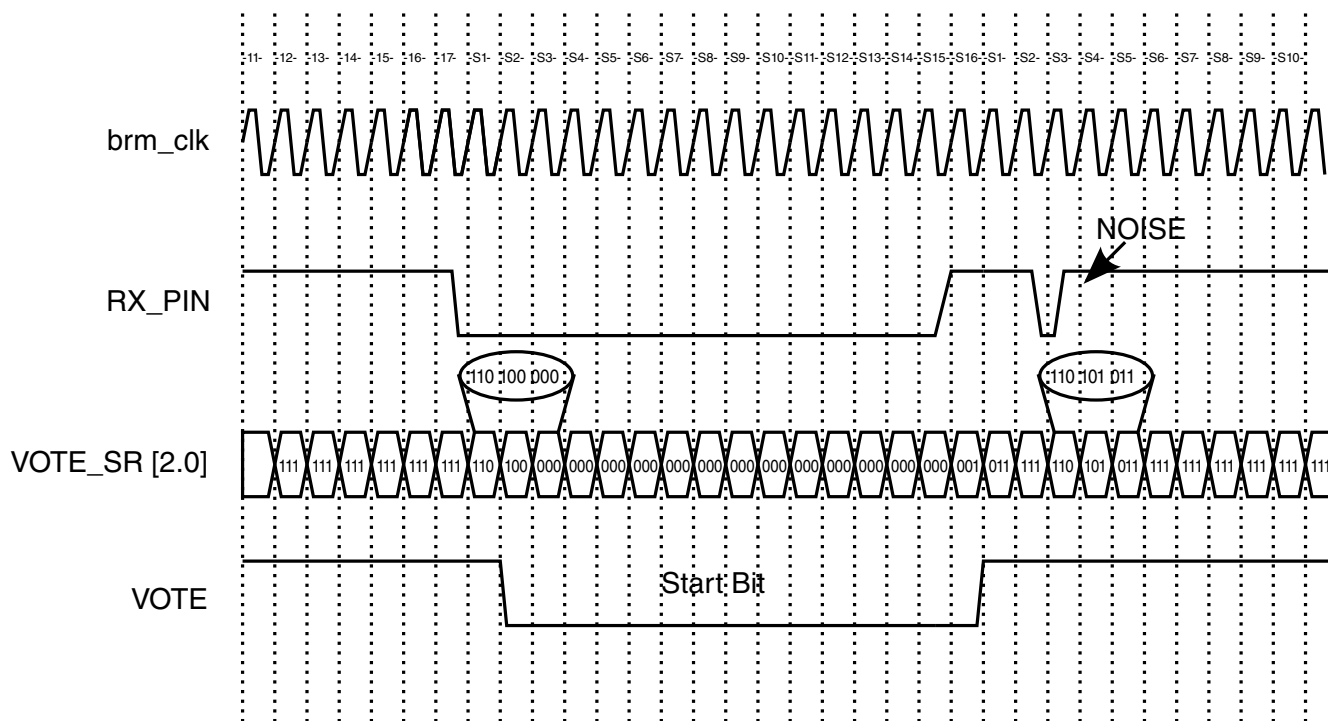 -11- -12- -13- -14- -15- -16- -17- -S1- -S2- -S3- -S4- -S5- -S6- -S7- -S8- -S9- -S10- -S11- -S12- -S13- -S14- -S15- -S16- -S1- -S2- -S3- -S4- -S5- -S6- -S7- -S8- -S9- -S10-
brm_clk
NOISE
RX_PIN
110 100 000 110 101 011
VOTE_SR [2.0] 111 111 111 111 111 111 110 100 000 000 000 000 000 000 000 000 000 000 000 000 000 001 011 111 110 101 011 111 111 111 111 111 111
Start Bit
VOTE